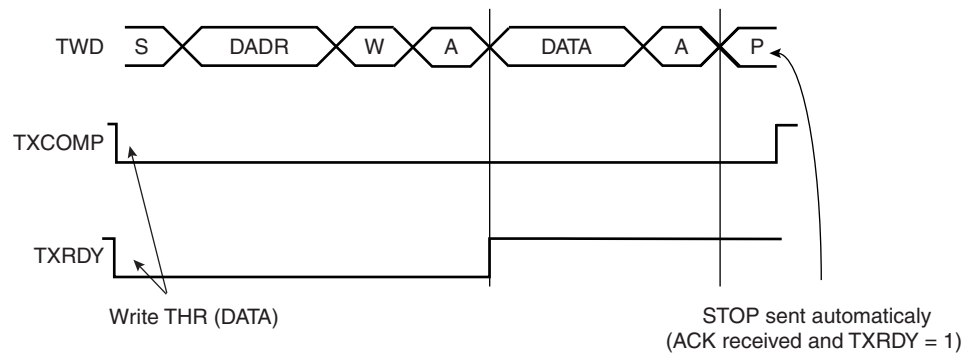 TWD S DADR W A DATA A P
TXCOMP
TXRDY
Write THR (DATA)
STOP sent automaticaly
(ACK received and TXRDY = 1)